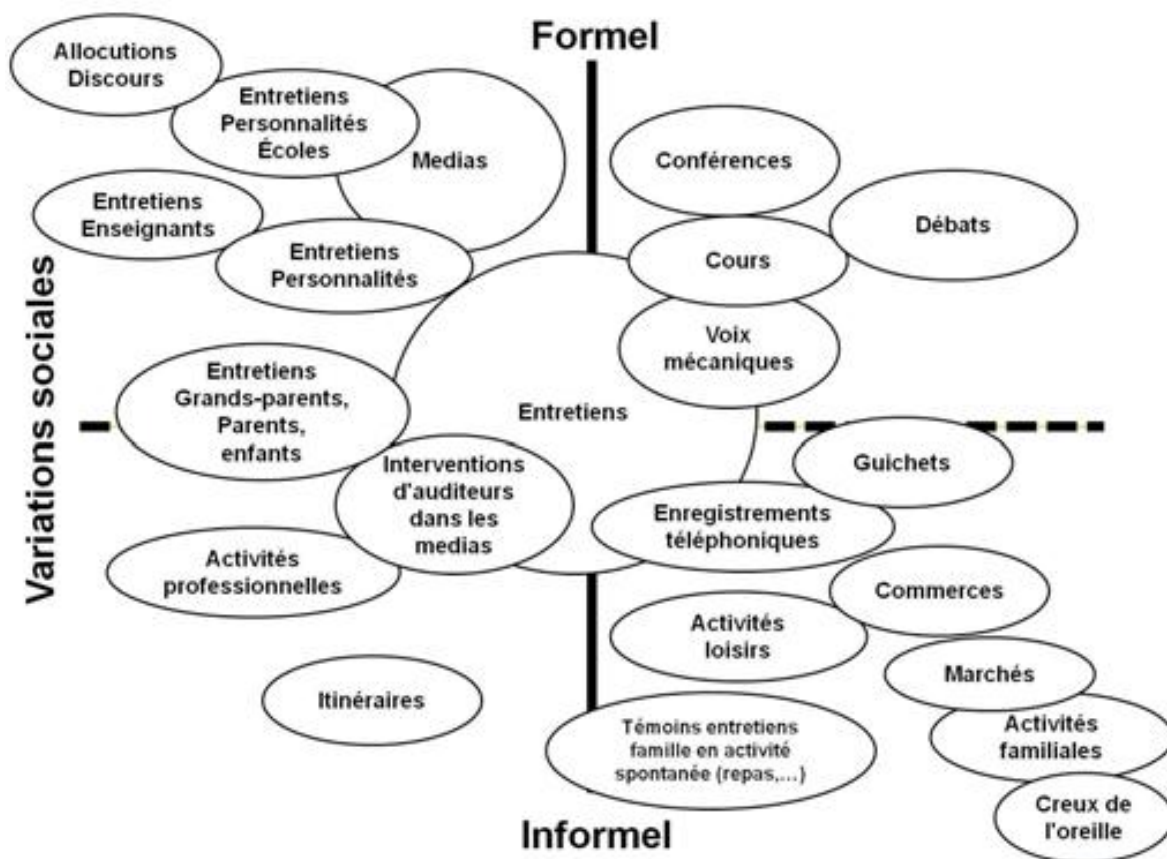 Formel
Allocutions
Discours
Entretiens
Personnalités
Écoles
Medias
Conférences
Entretiens
Enseignants
Débats
Entretiens
Personnalités
Cours
Voix
mécaniques
Variations sociales
Entretiens
Grands-parents,
Parents,
enfants
Entretiens
Interventions
d'auditeurs
dans les
medias
Guichets
Enregistrements
téléphoniques
Activités
professionnelles
Commerces
Activités
loisirs
Itinéraires
Marchés
Témoins entretiens
famille en activité
spontanée (repas,...)
Activités
familiales
Creux de
l'oreille
Informel